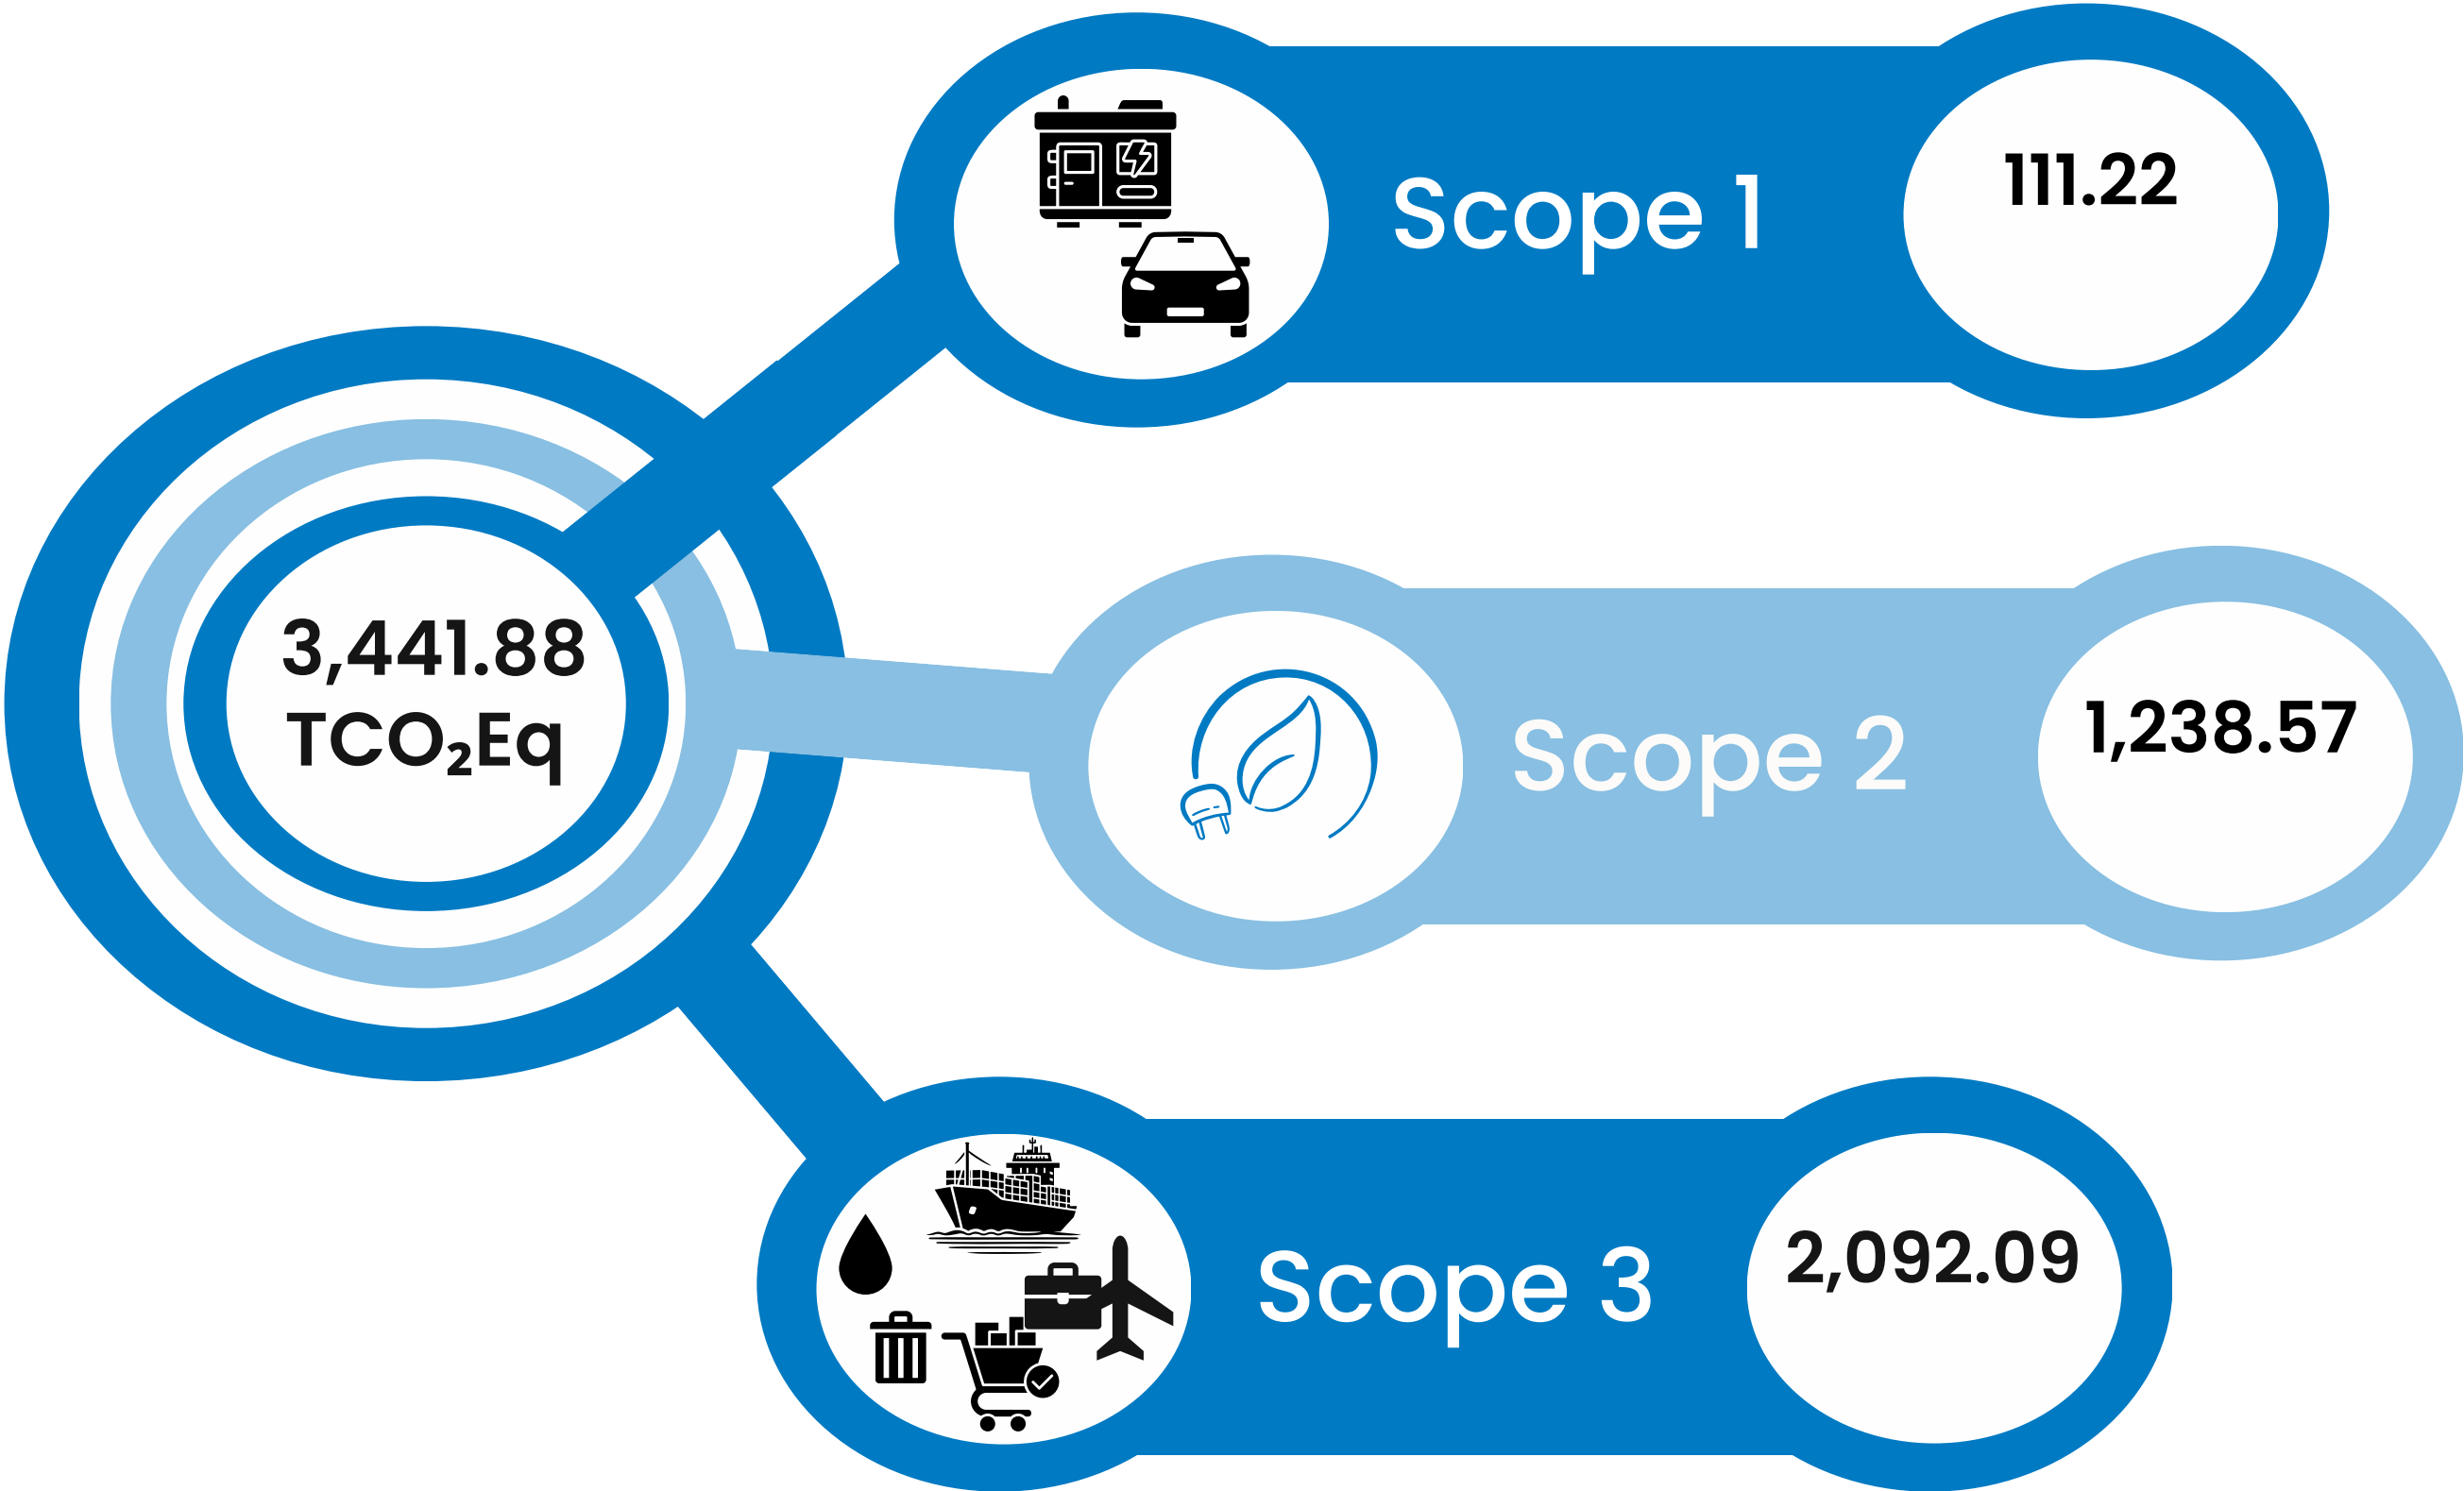 Scope 1
111.22
3,441.88
TCO₂Eq
Scope 2
1,238.57
Scope 3
2,092.09